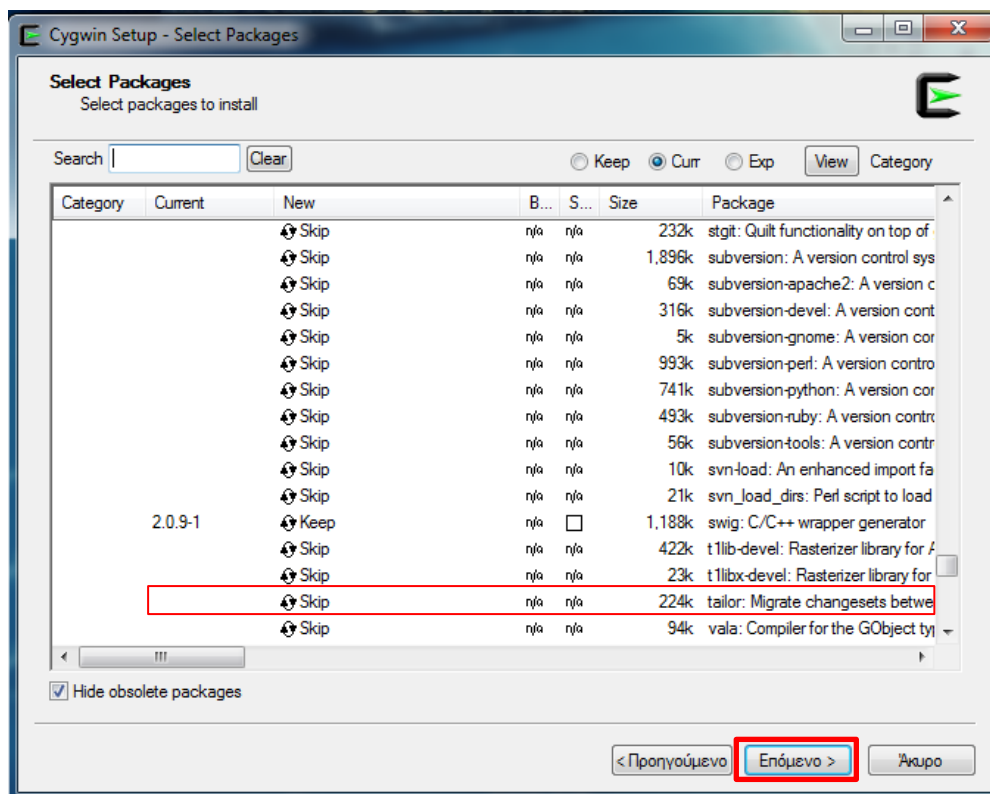 Cygwin Setup - Select Packages
Select Packages
Select packages to install
Search Clear Keep Curr Exp View Category
Category Current New B... S... Size Package
Skip n/a n/a 232k stgit: Quilt functionality on top of
Skip n/a n/a 1,896k subversion: A version control sys
Skip n/a n/a 69k subversion-apache2: A version c
Skip n/a n/a 316k subversion-devel: A version cont
Skip n/a n/a 5k subversion-gnome: A version cor
Skip n/a n/a 993k subversion-perl: A version contro
Skip n/a n/a 741k subversion-python: A version cor
Skip n/a n/a 493k subversion-ruby: A version contro
Skip n/a n/a 56k subversion-tools: A version contr
Skip n/a n/a 10k svn-load: An enhanced import fa
Skip n/a n/a 21k svn_load_dirs: Perl script to load
2.0.9-1 Keep n/a 1,188k swig: C/C++ wrapper generator
Skip n/a n/a 422k t1lib-devel: Rasterizer library for A
Skip n/a n/a 23k t1libx-devel: Rasterizer library for
Skip n/a n/a 224k tailor: Migrate changesets betwe
Skip n/a n/a 94k vala: Compiler for the GObject ty
Hide obsolete packages
< Προηγούμενο Επόμενο > Άκυρο